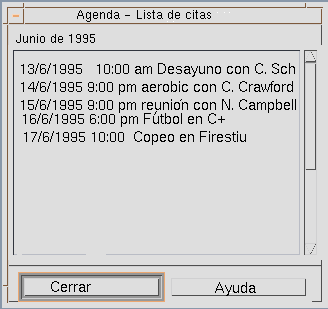 Agenda - Lista de citas
Junio de 1995
13/6/1995 10:00 am Desayuno con C. Sch
14/6/1995 9:00 pm aerobic con C. Crawford
15/6/1995 9:00 pm reunión con N. Campbell
16/6/1995 6:00 pm Fútbol en C+
17/6/1995 10:00 Copeo en Firestiu
Cerrar
Ayuda